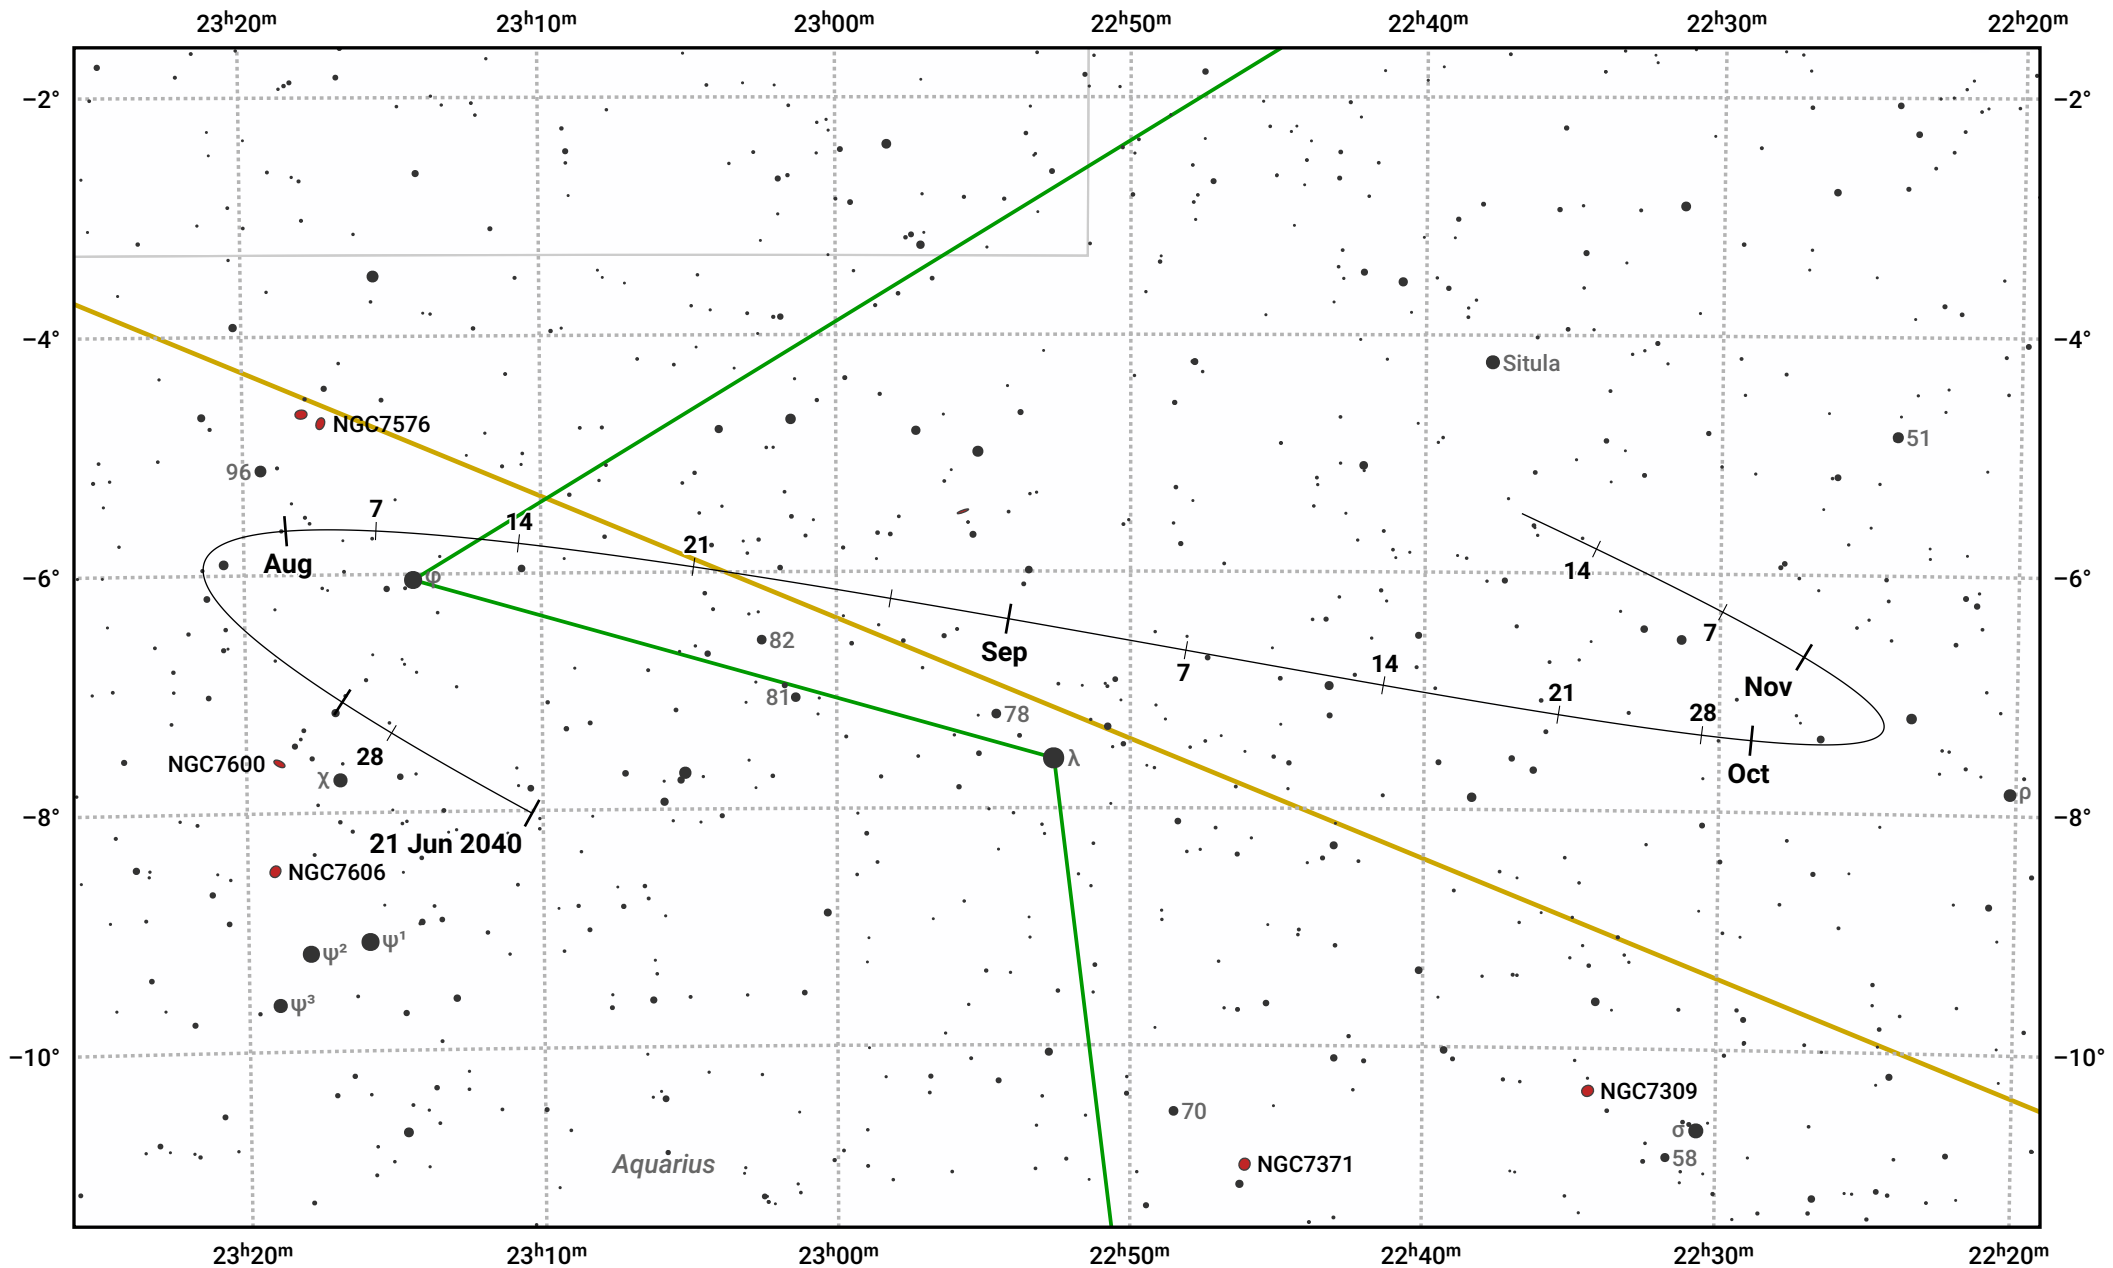 23ʰ20ᵐ 23ʰ10ᵐ 23ʰ00ᵐ 22ʰ50ᵐ 22ʰ40ᵐ 22ʰ30ᵐ 22ʰ20ᵐ
−2° −2°
−4° −4°
Situla
NGC7576
51
96
7
14
21
Aug
14
−6° φ −6°
82
7
Sep
14
7
81
21
Nov
78
28
28
λ
NGC7600
χ
Oct
ρ
−8° −8°
21 Jun 2040
NGC7606
ψ¹
ψ²
ψ³
−10° −10°
NGC7309
70
σ
58
Aquarius
NGC7371
23ʰ20ᵐ 23ʰ10ᵐ 23ʰ00ᵐ 22ʰ50ᵐ 22ʰ40ᵐ 22ʰ30ᵐ 22ʰ20ᵐ